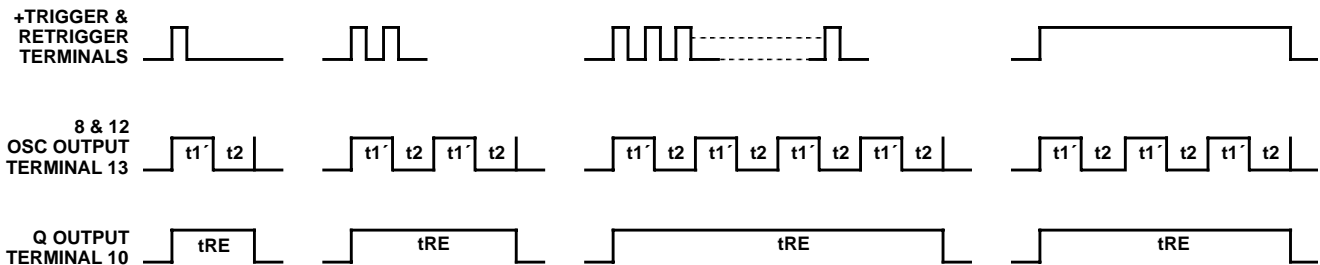 +TRIGGER &
RETRIGGER
TERMINALS
8 & 12
OSC OUTPUT
TERMINAL 13
t1´ t2 t1´ t2 t1´ t2 t1´ t2 t1´ t2 t1´ t2 t1´ t2 t1´ t2 t1´ t2 t1´ t2
Q OUTPUT
TERMINAL 10
tRE tRE tRE tRE